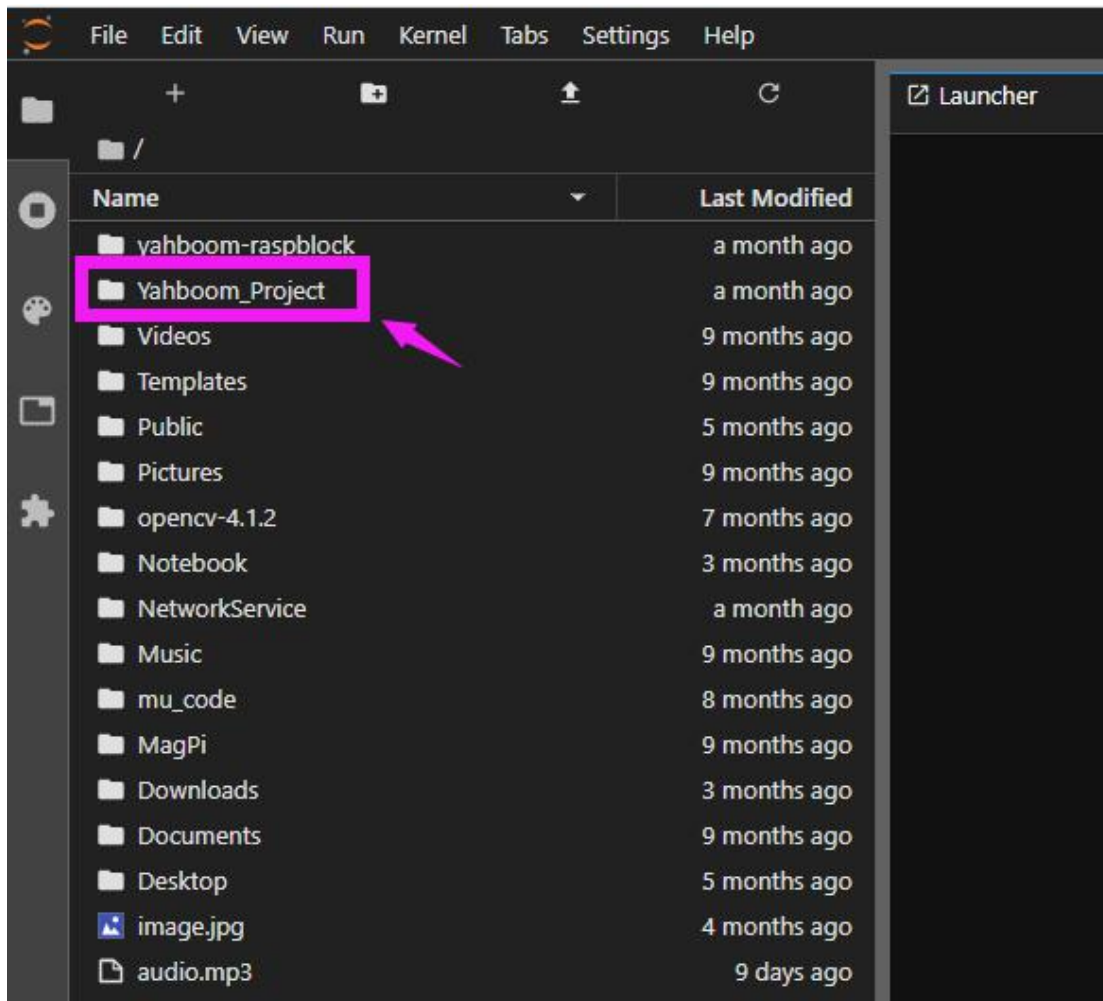 File Edit View Run Kernel Tabs Settings Help
Launcher
/
Name Last Modified
yahboom-raspblock a month ago
Yahboom_Project a month ago
Videos 9 months ago
Templates 9 months ago
Public 5 months ago
Pictures 9 months ago
opencv-4.1.2 7 months ago
Notebook 3 months ago
NetworkService a month ago
Music 9 months ago
mu_code 8 months ago
MagPi 9 months ago
Downloads 3 months ago
Documents 9 months ago
Desktop 5 months ago
image.jpg 4 months ago
audio.mp3 9 days ago